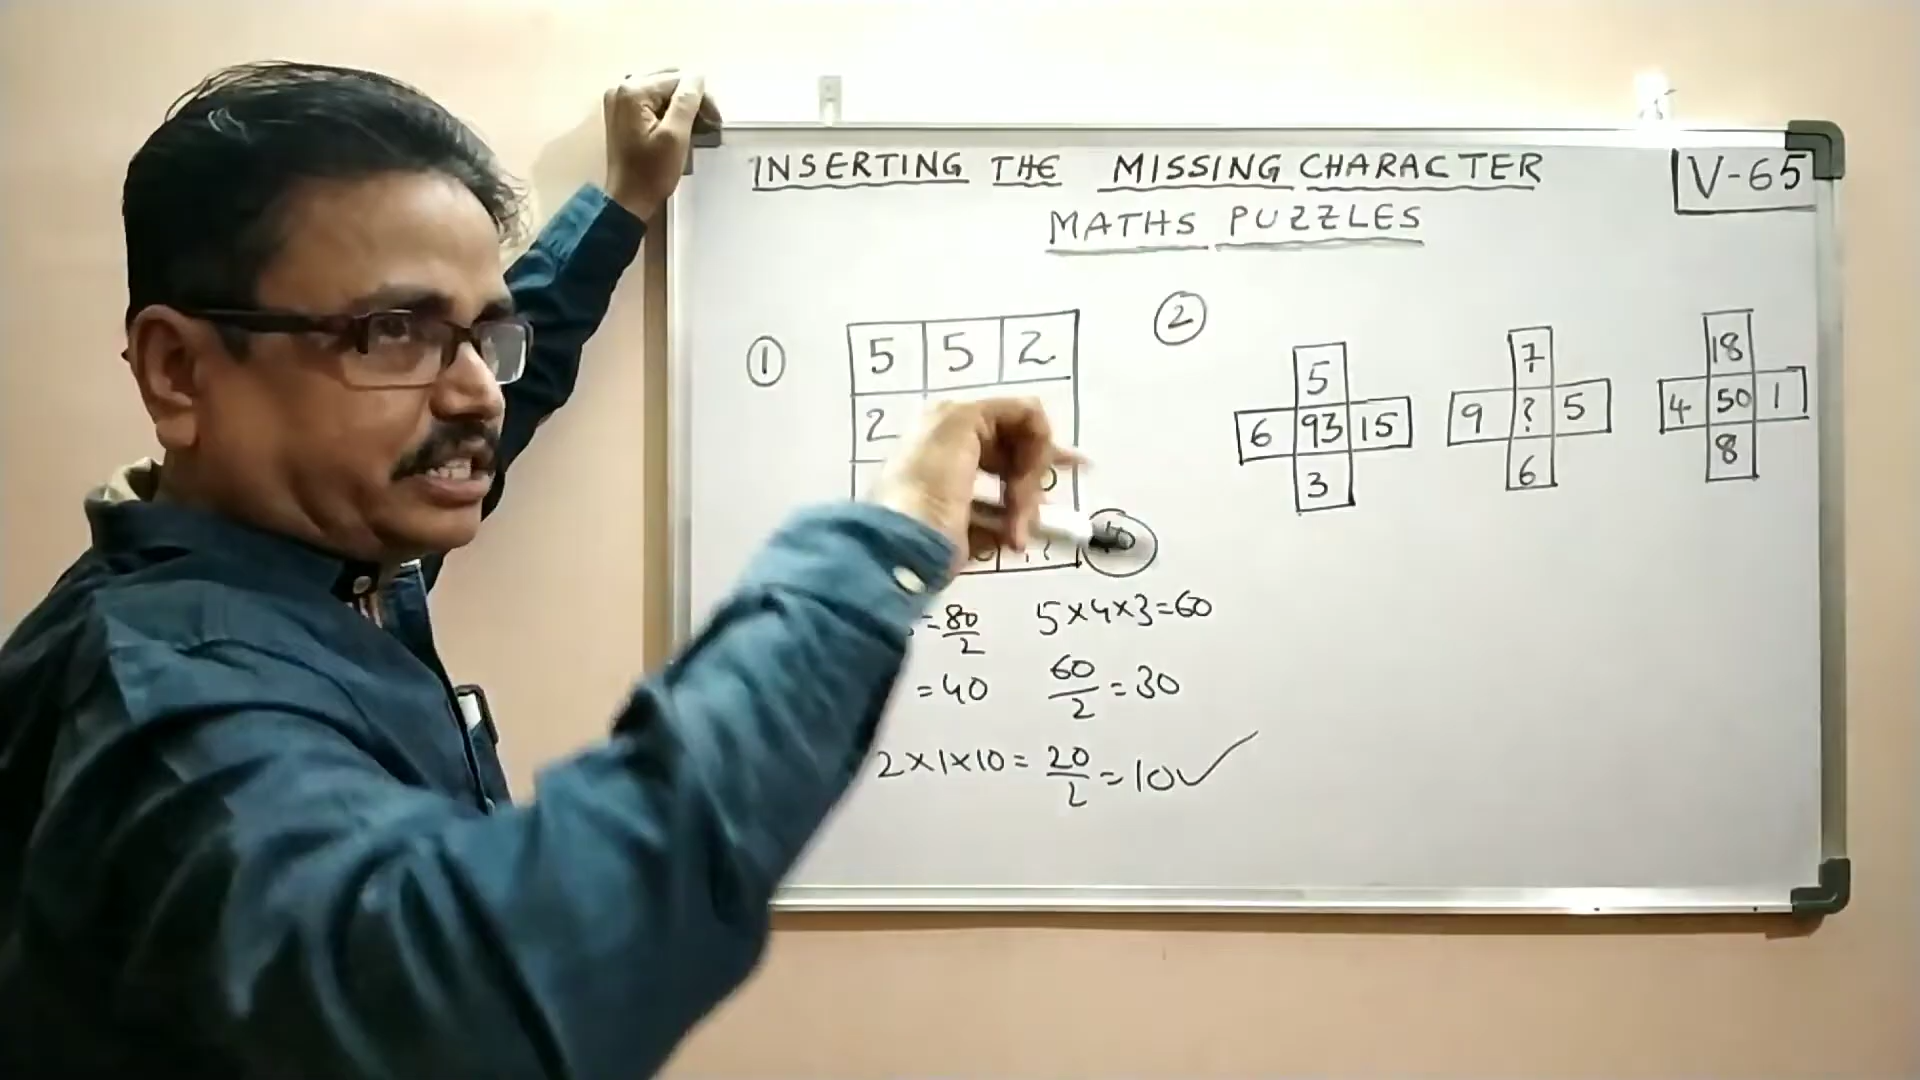 INSERTING THE MISSING CHARACTER
V-65
MATHS PUZZLES
① 5 5 2
2
?
② 5
6 93 15
3
7
9 ? 5
6
18
4 50 1
8
=80/2
=40
5×4×3=60
60/2=30
2×1×10=20/2=10✓